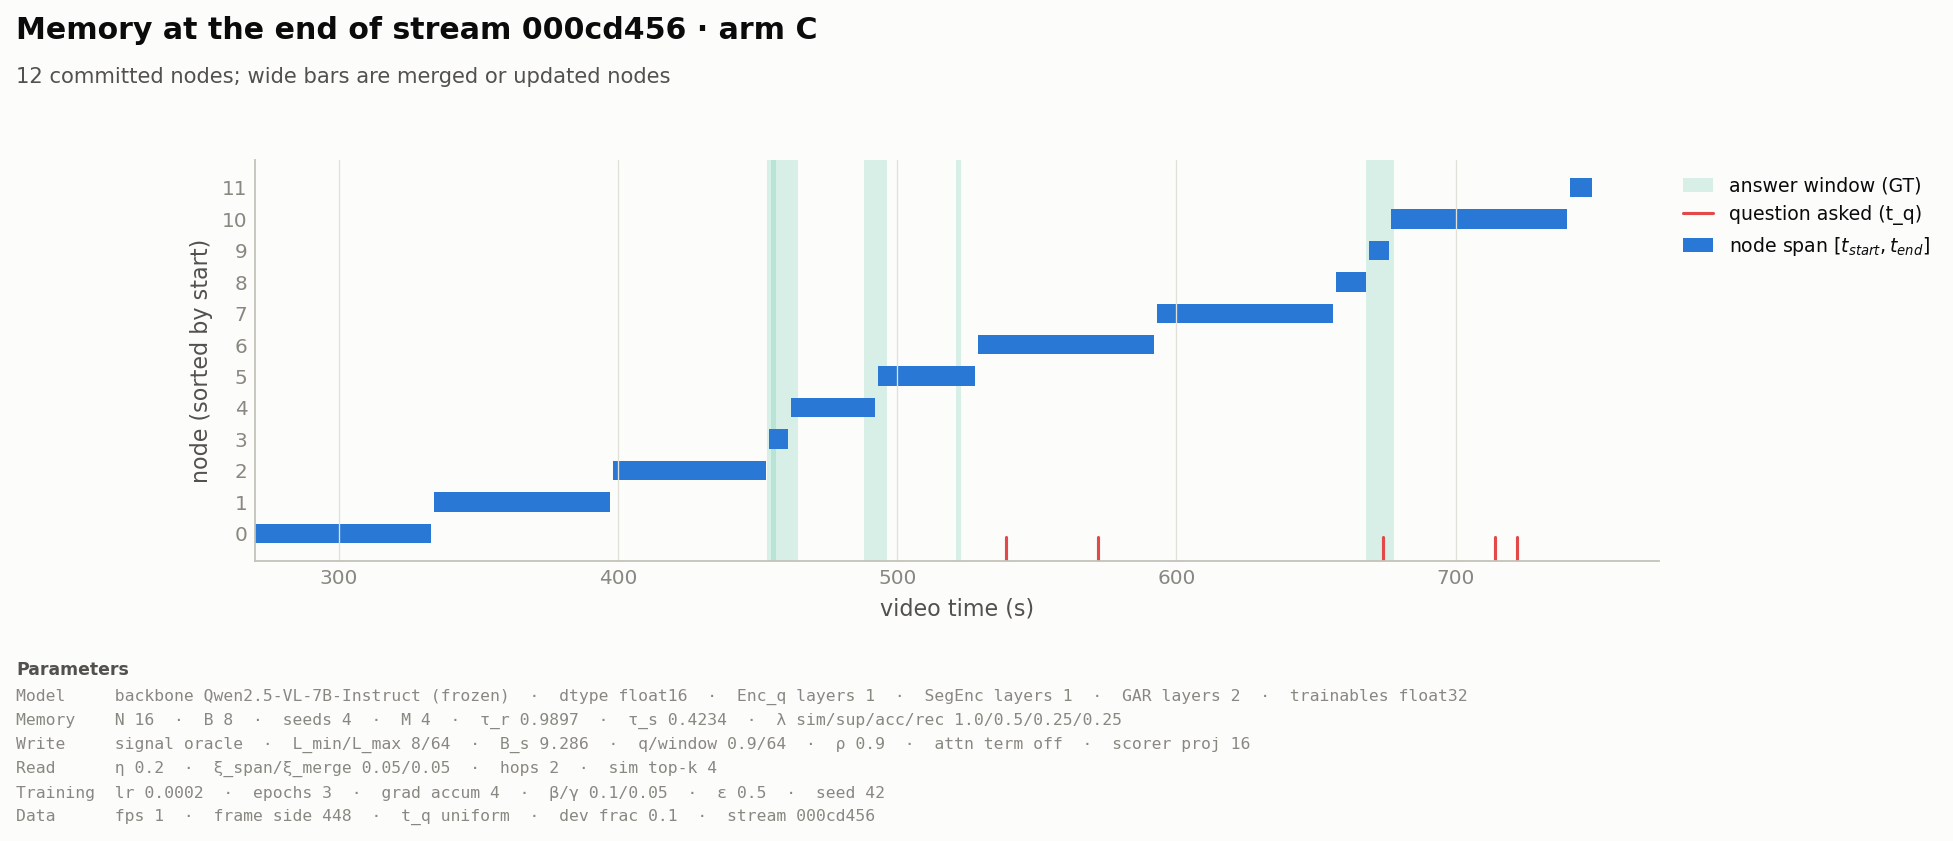 Memory at the end of stream 000cd456 · arm C
12 committed nodes; wide bars are merged or updated nodes
node (sorted by start)
11
10
9
8
7
6
5
4
3
2
1
0
300 400 500 600 700
video time (s)
answer window (GT)
question asked (t_q)
node span [t_start, t_end]
Parameters
Model backbone Qwen2.5-VL-7B-Instruct (frozen) · dtype float16 · Enc_q layers 1 · SegEnc layers 1 · GAR layers 2 · trainables float32
Memory N 16 · B 8 · seeds 4 · M 4 · τ_r 0.9897 · τ_s 0.4234 · λ sim/sup/acc/rec 1.0/0.5/0.25/0.25
Write signal oracle · L_min/L_max 8/64 · B_s 9.286 · q/window 0.9/64 · ρ 0.9 · attn term off · scorer proj 16
Read η 0.2 · ξ_span/ξ_merge 0.05/0.05 · hops 2 · sim top-k 4
Training lr 0.0002 · epochs 3 · grad accum 4 · β/γ 0.1/0.05 · ε 0.5 · seed 42
Data fps 1 · frame side 448 · t_q uniform · dev frac 0.1 · stream 000cd456